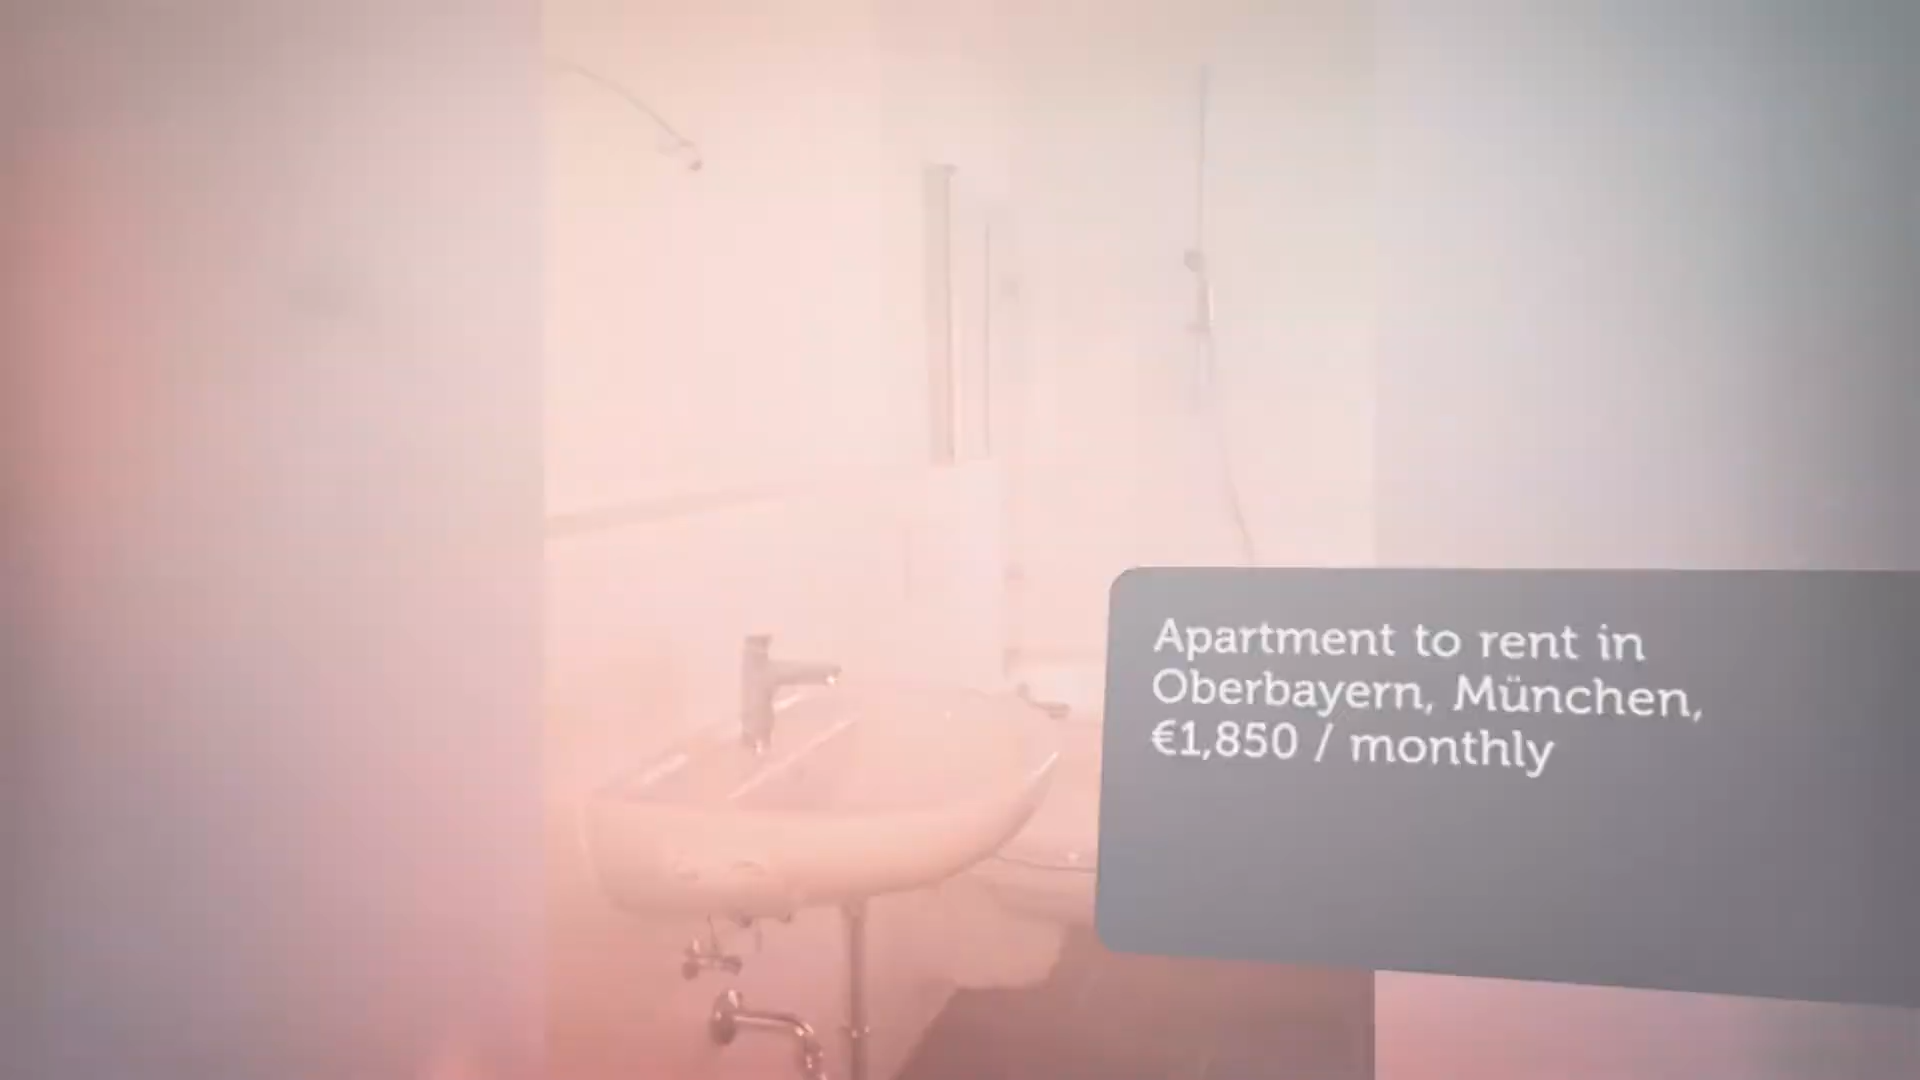 Apartment to rent in
Oberbayern, München,
€1,850 / monthly